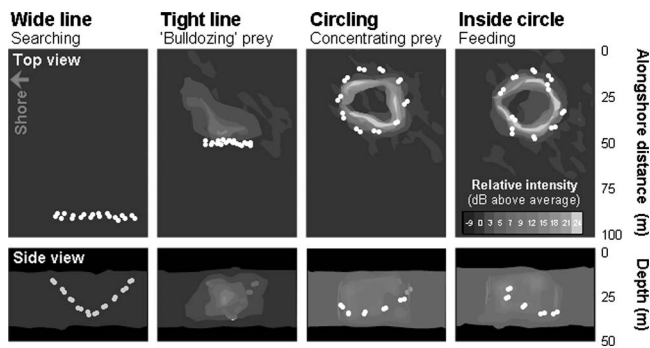 Wide line
Searching
Tight line
'Bulldozing' prey
Circling
Concentrating prey
Inside circle
Feeding
Top view
Shore
Relative intensity
(dB above average)
-9 0 3 5 7 9 12 15 18 21 24
0
25
50
75
100
Alongshore distance (m)
Side view
0
25
50
Depth (m)